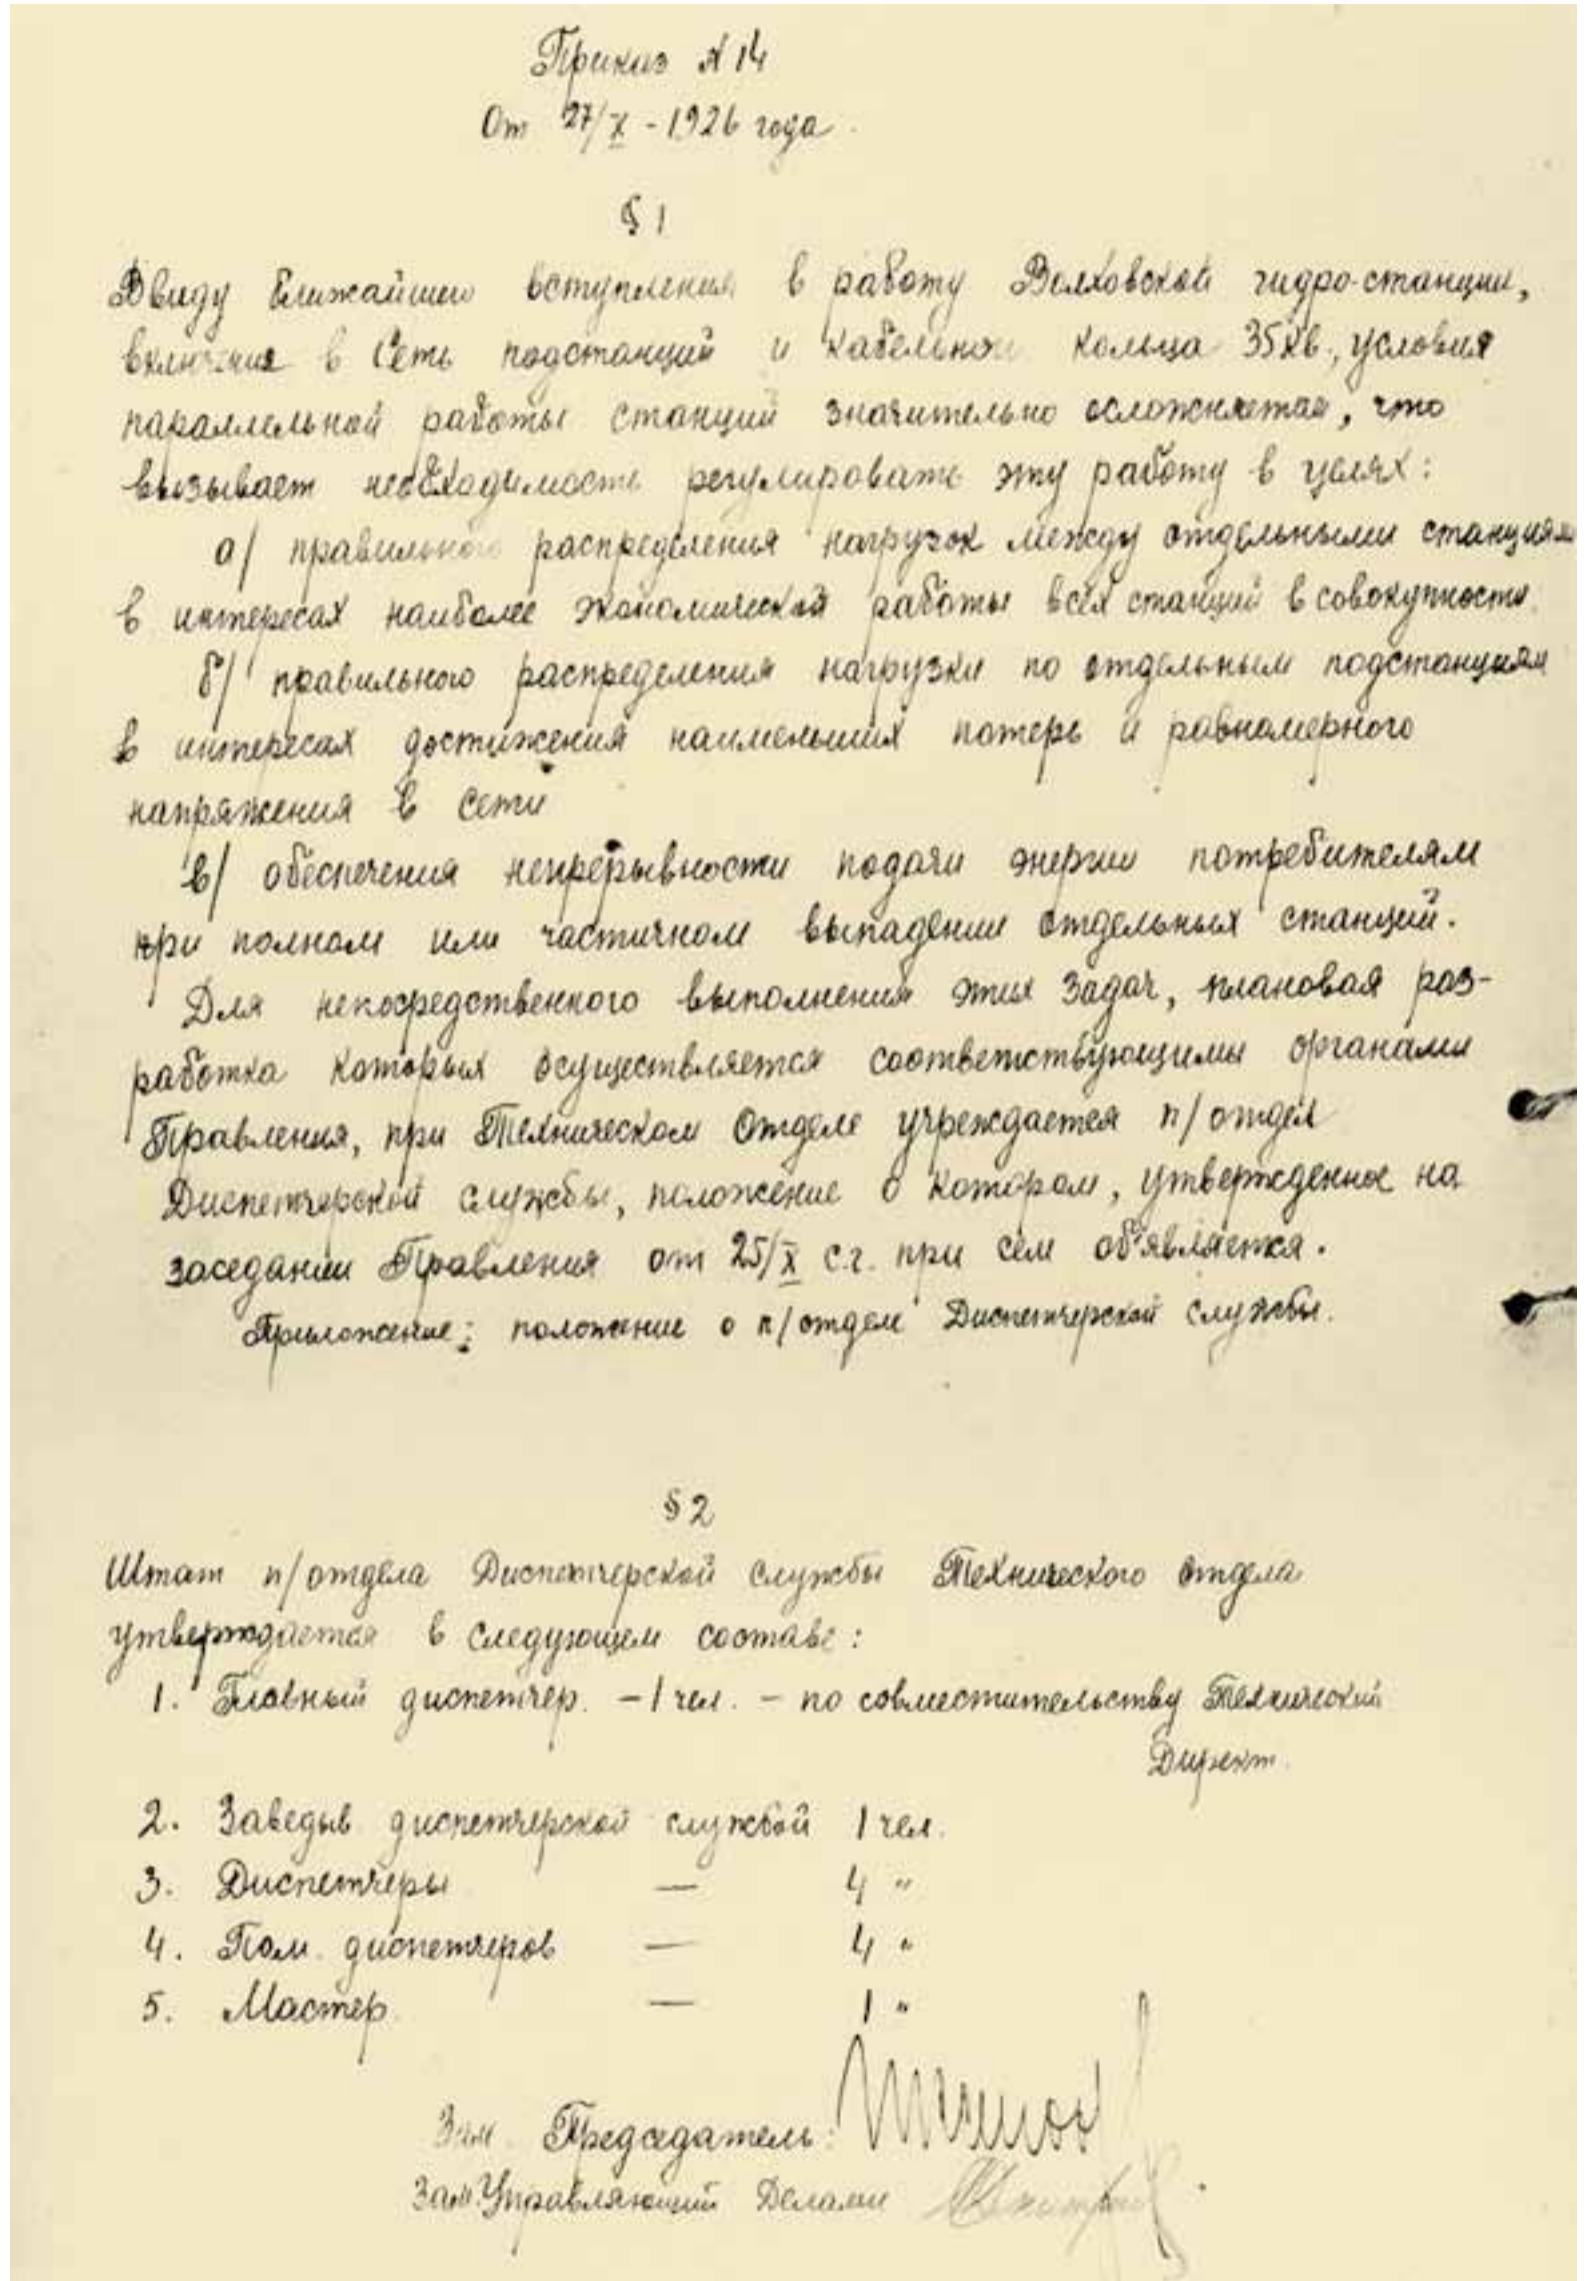 Приказ № 14
От 27/X - 1926 года.
§ 1
Ввиду ближайшего вступления в работу Волховской гидро-станции,
включения в Сеть подстанций и кабельного кольца 35 кв., условия
параллельной работы станций значительно осложняется, что
вызывает необходимость регулировать эту работу в целях:
а/ правильного распределения нагрузок между отдельными станциями
в интересах наиболее экономической работы всех станций в совокупности.
б/ правильного распределения нагрузки по отдельным подстанциям
в интересах достижения наименьших потерь и равномерного
напряжения в сети
в/ обеспечения непрерывности подачи энергии потребителям
при полном или частичном выпадении отдельных станций.
Для непосредственного выполнения этих задач, плановая раз-
работка которых осуществляется соответствующими органами
Правления, при Техническом Отделе учреждается п/отдел
Диспетчерской службы, положение о котором, утвержденное на
заседании Правления от 25/X с.г. при сем об'является.
Приложение: положение о п/отделе Диспетчерской службы.
§ 2
Штат п/отдела Диспетчерской службы Технического отдела
утверждается в следующем составе:
1. Главный диспетчер. - 1 чел. - по совместительству Технический
Директ.
2. Заведыв. диспетчерской службой 1 чел.
3. Диспетчеры — 4 "
4. Пом. диспетчеров — 4 "
5. Мастер. — 1 "
Зам. Председатель:
Зам. Управляющий Делами